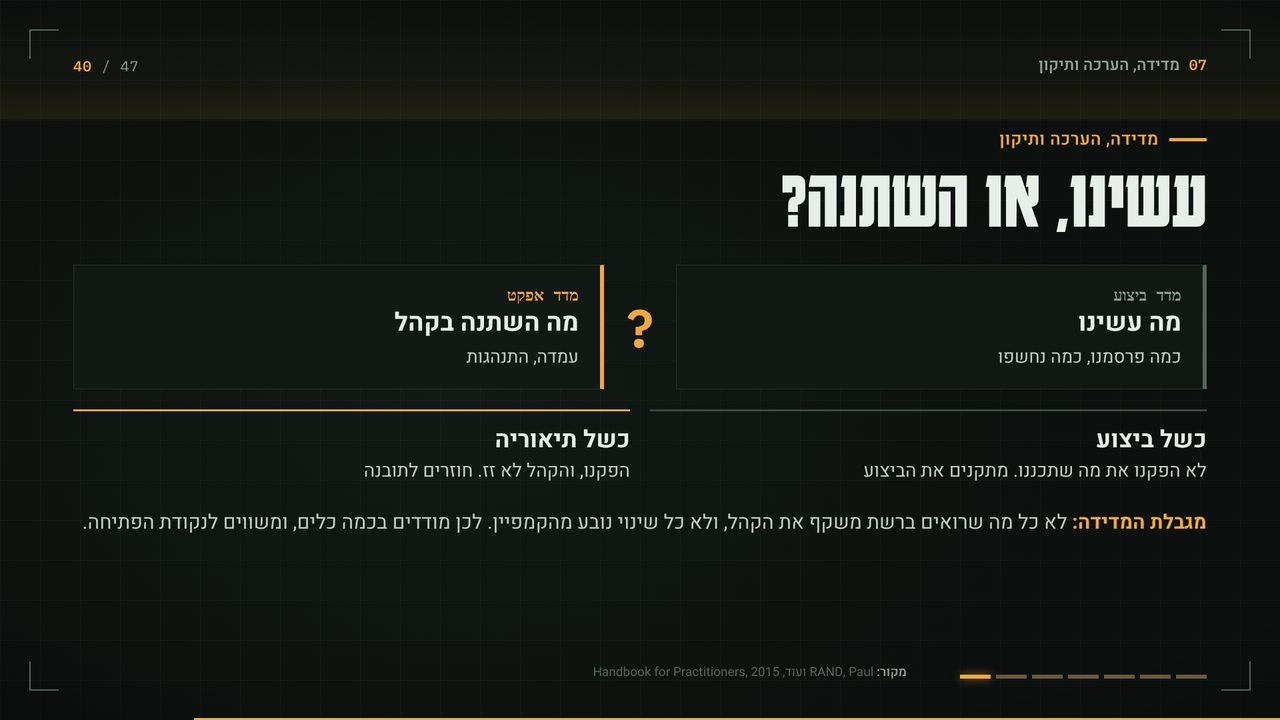 07 מדידה, הערכה ותיקון
40 / 47
מדידה, הערכה ותיקון
עשינו, או השתנה?
מדד ביצוע
מה עשינו
כמה פרסמנו, כמה נחשפו
?
מדד אפקט
מה השתנה בקהל
עמדה, התנהגות
כשל ביצוע
לא הפקנו את מה שתכננו. מתקנים את הביצוע
כשל תיאוריה
הפקנו, והקהל לא זז. חוזרים לתובנה
מגבלת המדידה: לא כל מה שרואים ברשת משקף את הקהל, ולא כל שינוי נובע מהקמפיין. לכן מודדים בכמה כלים, ומשווים לנקודת הפתיחה.
מקור: RAND, Paul ועוד, Handbook for Practitioners, 2015